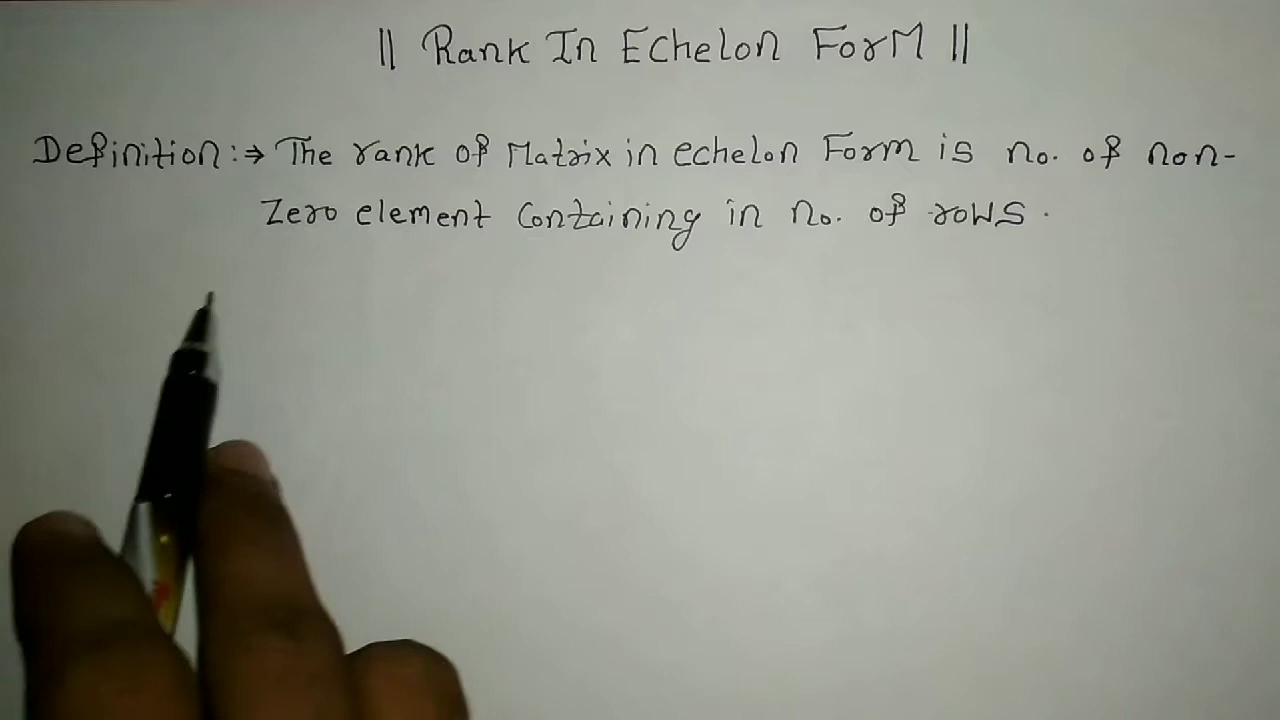 || Rank In Echelon Form ||
Definition:→ The rank of Matrix in echelon Form is no. of non-
Zero element Containing in no. of rows.